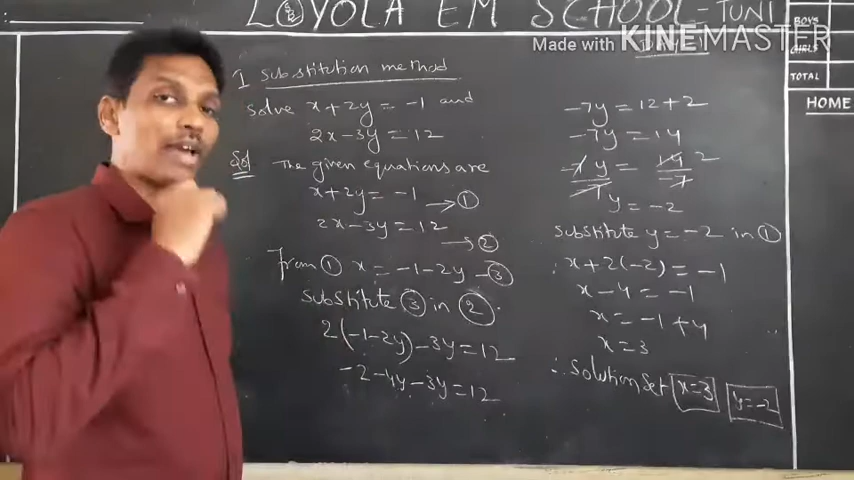 LOYOLA EM SCHOOL - TUNI
Made with KINEMASTER
BOYS
GIRLS
TOTAL
HOME
I Substitution method
Solve x+2y = -1 and
2x-3y = 12
Sol The given equations are
x+2y = -1 → ①
2x-3y = 12 → ②
From ① x = -1-2y - ③
Substitute ③ in ②.
2(-1-2y)-3y=12
-2-4y-3y=12
-7y = 12+2
-7y = 14
-7y/-7 = 14/-7 2
y = -2
Substitute y = -2 in ①
x+2(-2) = -1
x-4 = -1
x = -1+4
x = 3
∴ Solution Set x=3 y=-2